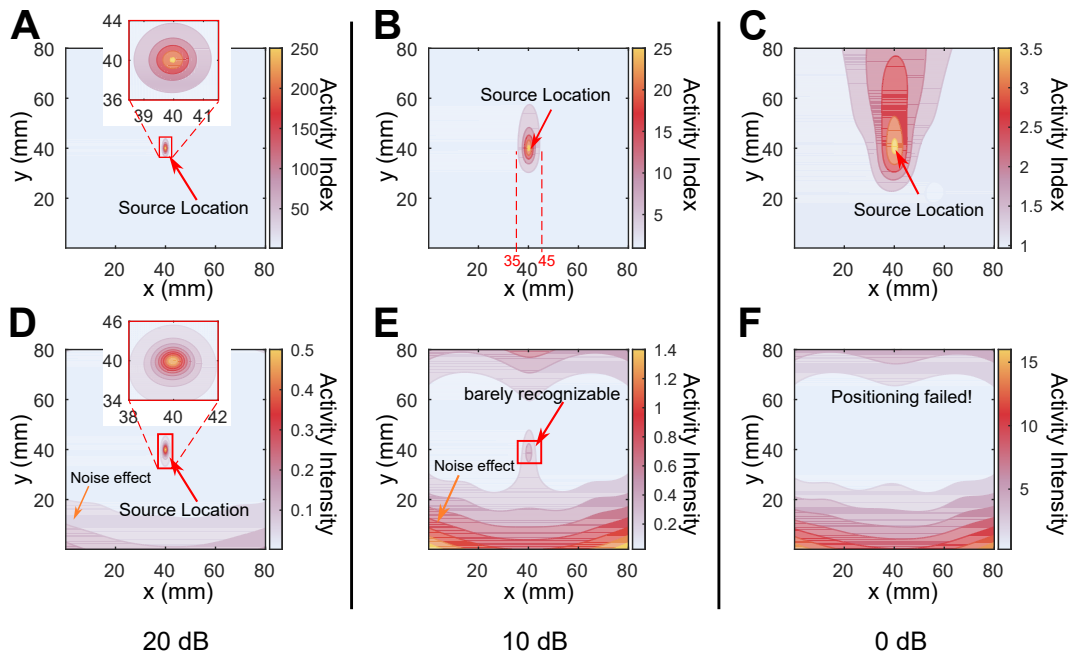 A
44
40
36
39 40 41
80
60
40
20
y (mm)
20 40 60 80
x (mm)
Source Location
250
200
150
100
50
Activity Index
B
80
60
40
20
y (mm)
Source Location
35 45
20 40 60 80
x (mm)
25
20
15
10
5
Activity Index
C
80
60
40
20
y (mm)
Source Location
20 40 60 80
x (mm)
3.5
3
2.5
2
1.5
1
Activity Index
D
46
40
34
38 40 42
80
60
40
20
y (mm)
Noise effect
Source Location
20 40 60 80
x (mm)
0.5
0.4
0.3
0.2
0.1
Activity Intensity
E
80
60
40
20
y (mm)
barely recognizable
Noise effect
20 40 60 80
x (mm)
1.4
1.2
1
0.8
0.6
0.4
0.2
Activity Intensity
F
80
60
40
20
y (mm)
Positioning failed!
20 40 60 80
x (mm)
15
10
5
Activity Intensity
20 dB
10 dB
0 dB